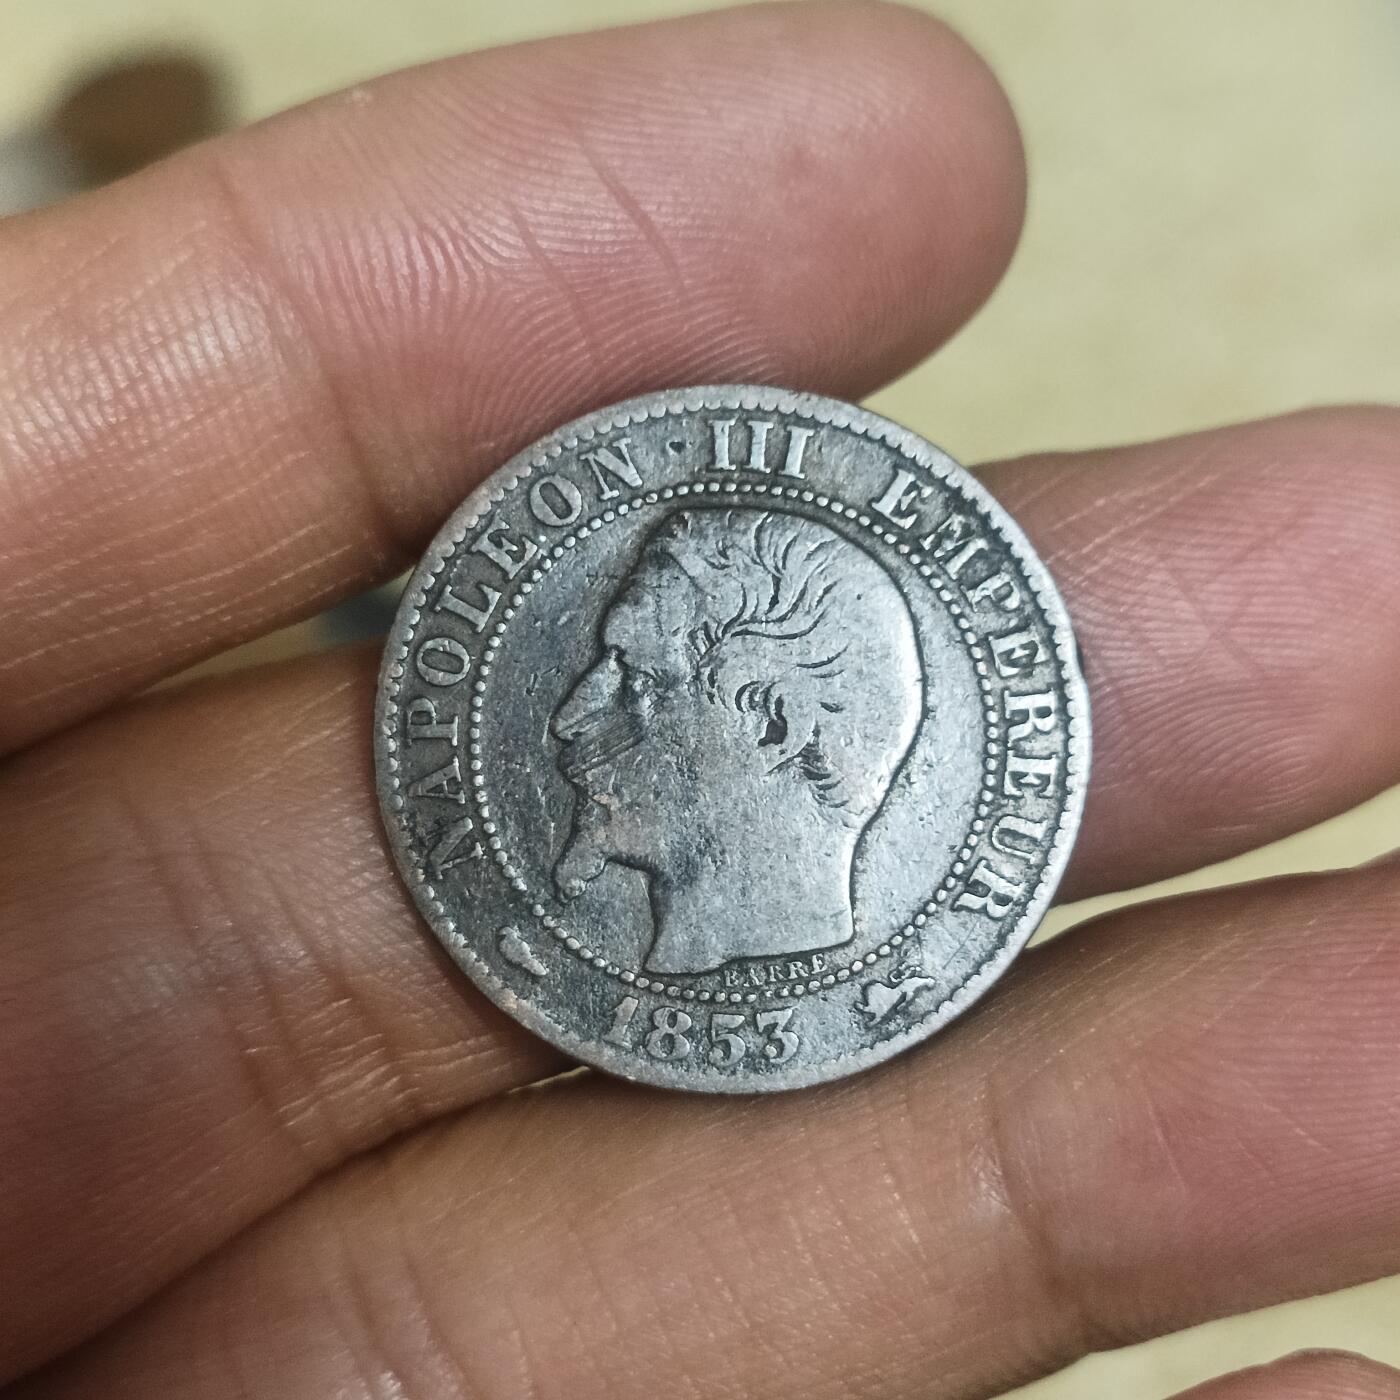 NAPOLEON · III EMPEREUR
BARRE
1853